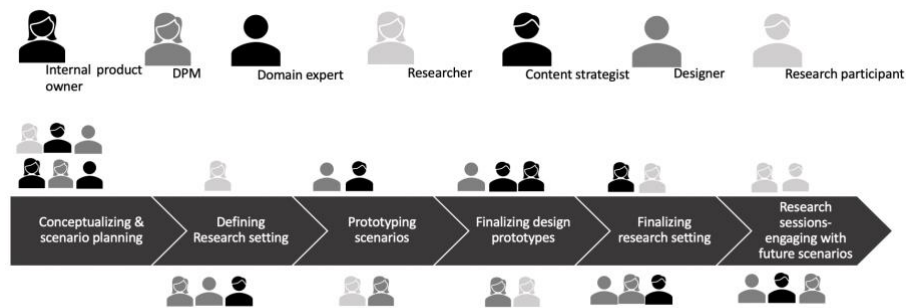 Internal product
owner
DPM
Domain expert
Researcher
Content strategist
Designer
Research participant
Conceptualizing &
scenario planning
Defining
Research setting
Prototyping
scenarios
Finalizing design
prototypes
Finalizing
research setting
Research
sessions-
engaging with
future scenarios